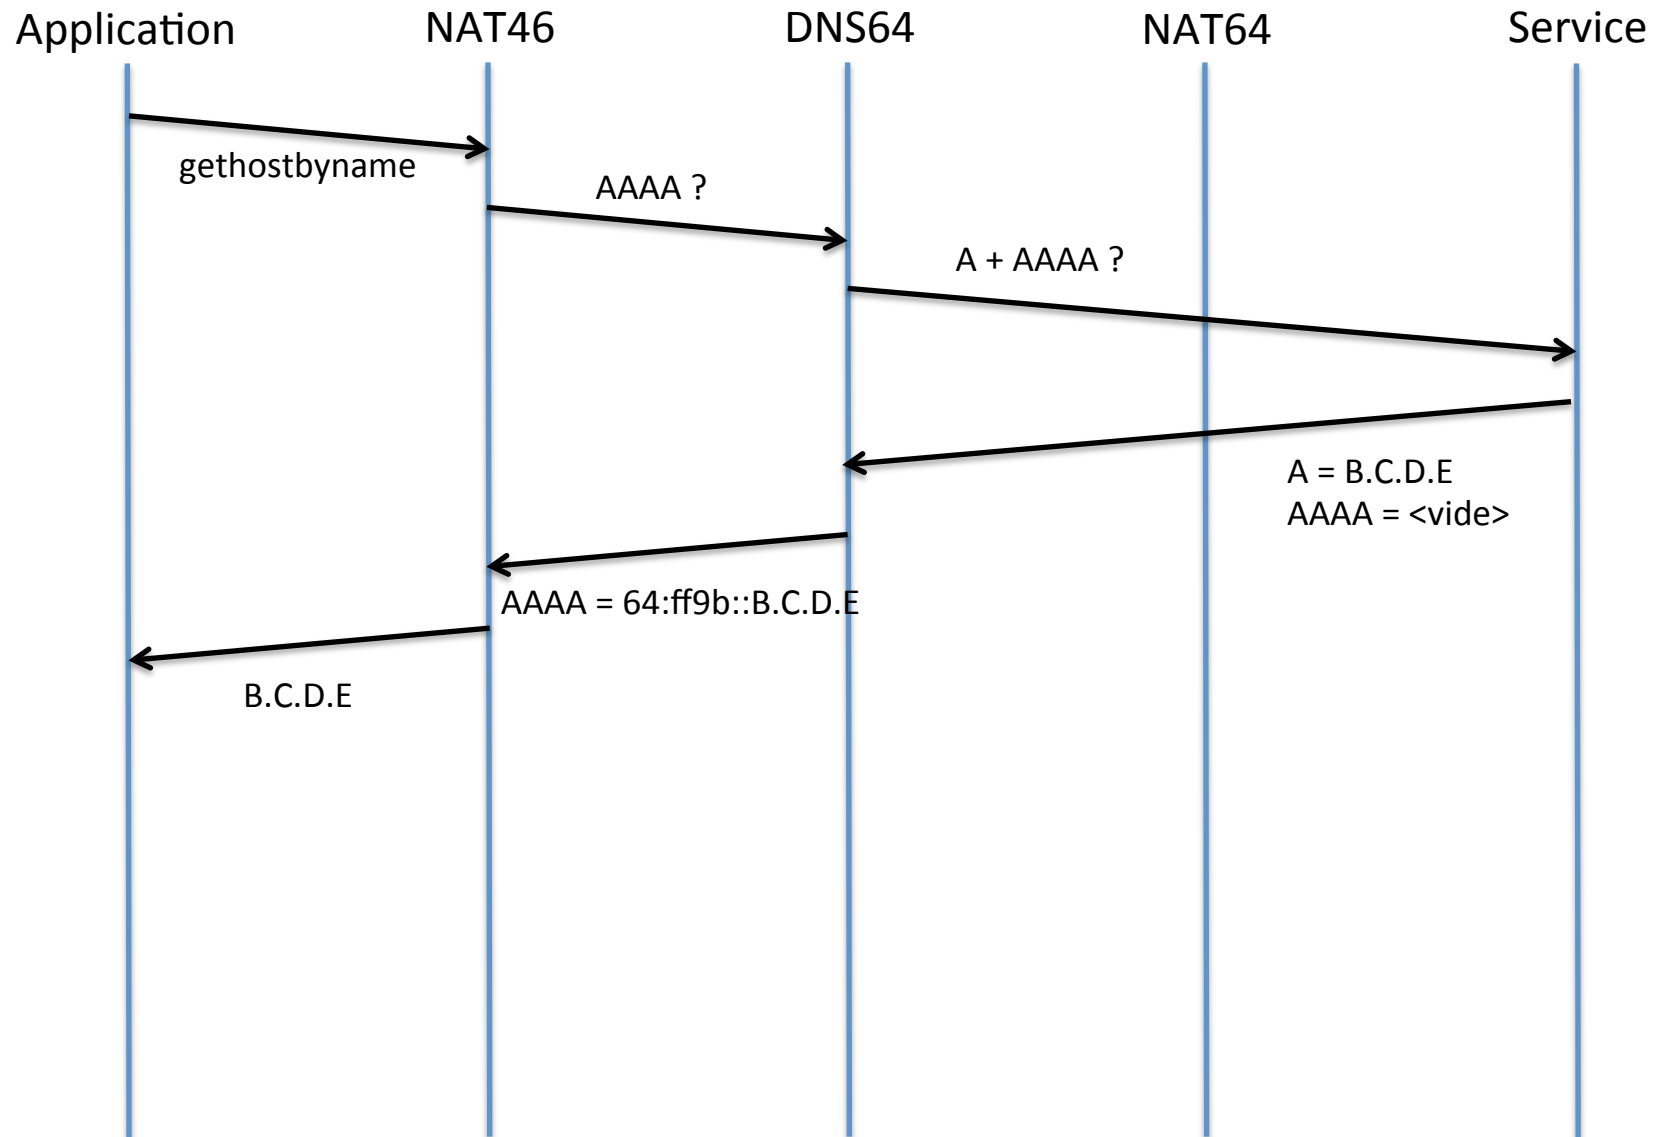 Application NAT46 DNS64 NAT64 Service
gethostbyname
AAAA ?
A + AAAA ?
A = B.C.D.E
AAAA = <vide>
AAAA = 64:ff9b::B.C.D.E
B.C.D.E